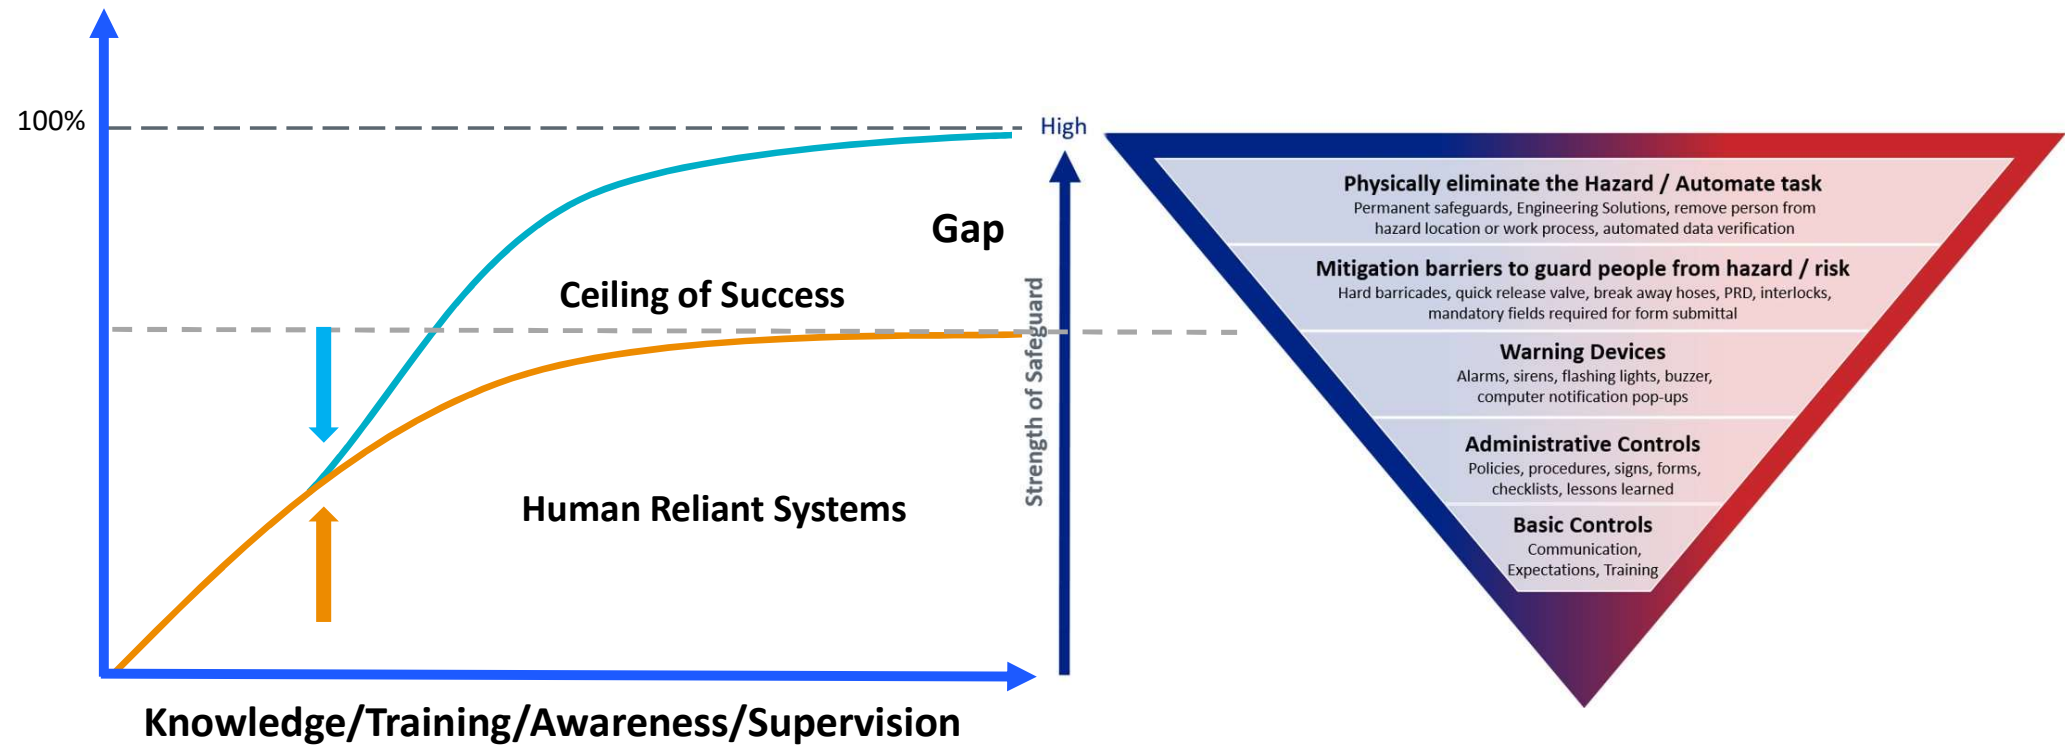 100%
Gap
Ceiling of Success
Human Reliant Systems
Knowledge/Training/Awareness/Supervision
High
Strength of Safeguard
Physically eliminate the Hazard / Automate task
Permanent safeguards, Engineering Solutions, remove person from
hazard location or work process, automated data verification
Mitigation barriers to guard people from hazard / risk
Hard barricades, quick release valve, break away hoses, PRD, interlocks,
mandatory fields required for form submittal
Warning Devices
Alarms, sirens, flashing lights, buzzer,
computer notification pop-ups
Administrative Controls
Policies, procedures, signs, forms,
checklists, lessons learned
Basic Controls
Communication,
Expectations, Training